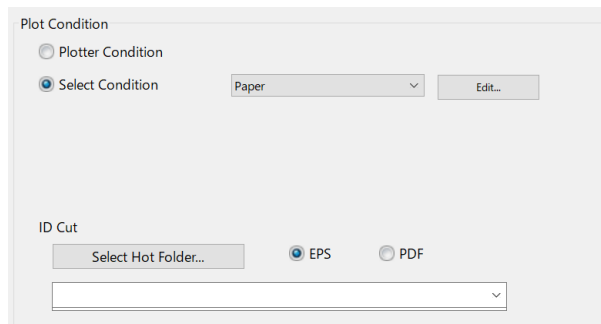 Plot Condition
Plotter Condition
Select Condition Paper Edit...
ID Cut
Select Hot Folder... EPS PDF